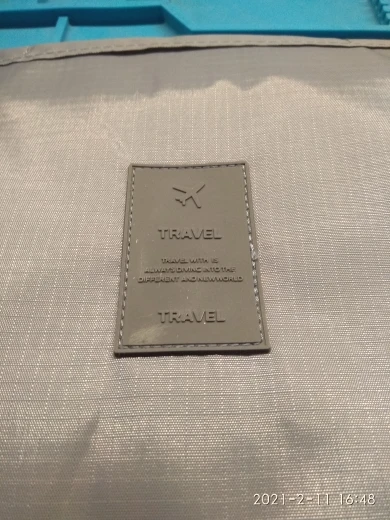 TRAVEL
TRAVEL WITH IS
ALWAYS DIVING INTO THE
DIFFERENT AND NEW WORLD
TRAVEL
2021-2-11 16:48